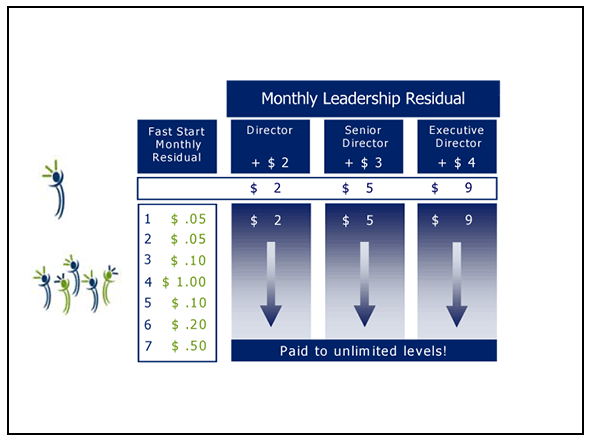 Monthly Leadership Residual
Fast Start
Monthly
Residual
Director
+ $ 2
Senior
Director
+ $ 3
Executive
Director
+ $ 4
$ 2 $ 5 $ 9
1 $ .05 $ 2 $ 5 $ 9
2 $ .05
3 $ .10
4 $ 1.00
5 $ .10
6 $ .20
7 $ .50
Paid to unlimited levels!